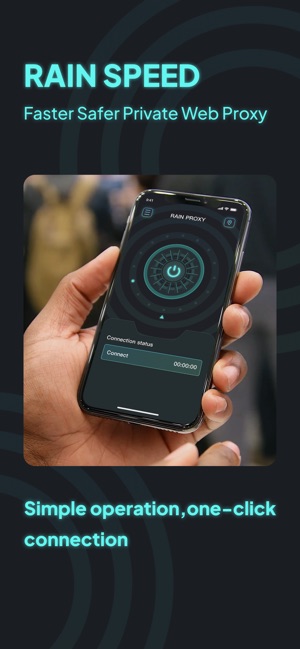 RAIN SPEED
Faster Safer Private Web Proxy
9:41
RAIN PROXY
Connection status
Connect
00:00:00
Simple operation,one-click
connection